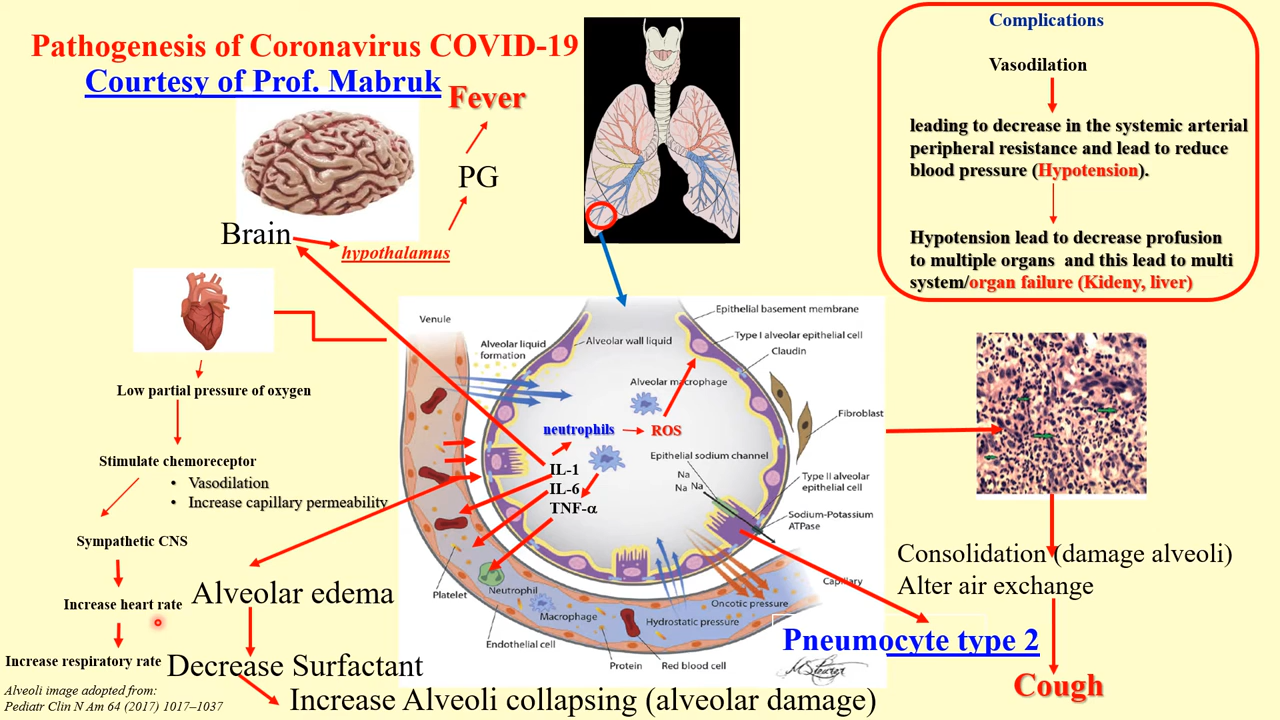 Pathogenesis of Coronavirus COVID-19
Courtesy of Prof. Mabruk
Fever
PG
Brain
hypothalamus
Complications
Vasodilation
leading to decrease in the systemic arterial
peripheral resistance and lead to reduce
blood pressure (Hypotension).
Hypotension lead to decrease profusion
to multiple organs and this lead to multi
system/organ failure (Kideny, liver)
Low partial pressure of oxygen
Stimulate chemoreceptor
• Vasodilation
• Increase capillary permeability
Sympathetic CNS
Increase heart rate
Increase respiratory rate
Alveolar edema
Decrease Surfactant
Increase Alveoli collapsing (alveolar damage)
Venule
Alveolar liquid
formation
Alveolar wall liquid
Epithelial basement membrane
Type I alveolar epithelial cell
Claudin
Alveolar macrophage
Fibroblast
neutrophils
ROS
Epithelial sodium channel
IL-1
IL-6
TNF-α
Na
Na Na
Type II alveolar
epithelial cell
Sodium-Potassium
ATPase
Platelet
Neutrophil
Macrophage
Endothelial cell
Protein
Red blood cell
Hydrostatic pressure
Oncotic pressure
Capillary
Pneumocyte type 2
Consolidation (damage alveoli)
Alter air exchange
Cough
Alveoli image adopted from:
Pediatr Clin N Am 64 (2017) 1017–1037